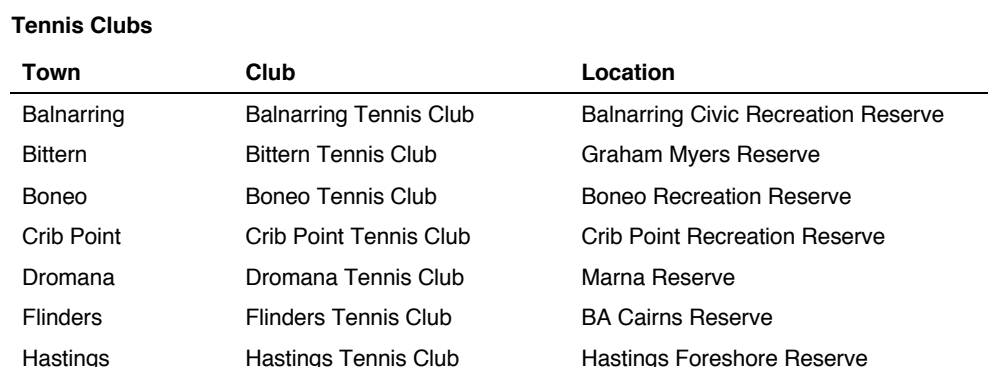 Tennis Clubs
Town Club Location
Balnarring Balnarring Tennis Club Balnarring Civic Recreation Reserve
Bittern Bittern Tennis Club Graham Myers Reserve
Boneo Boneo Tennis Club Boneo Recreation Reserve
Crib Point Crib Point Tennis Club Crib Point Recreation Reserve
Dromana Dromana Tennis Club Marna Reserve
Flinders Flinders Tennis Club BA Cairns Reserve
Hastings Hastings Tennis Club Hastings Foreshore Reserve